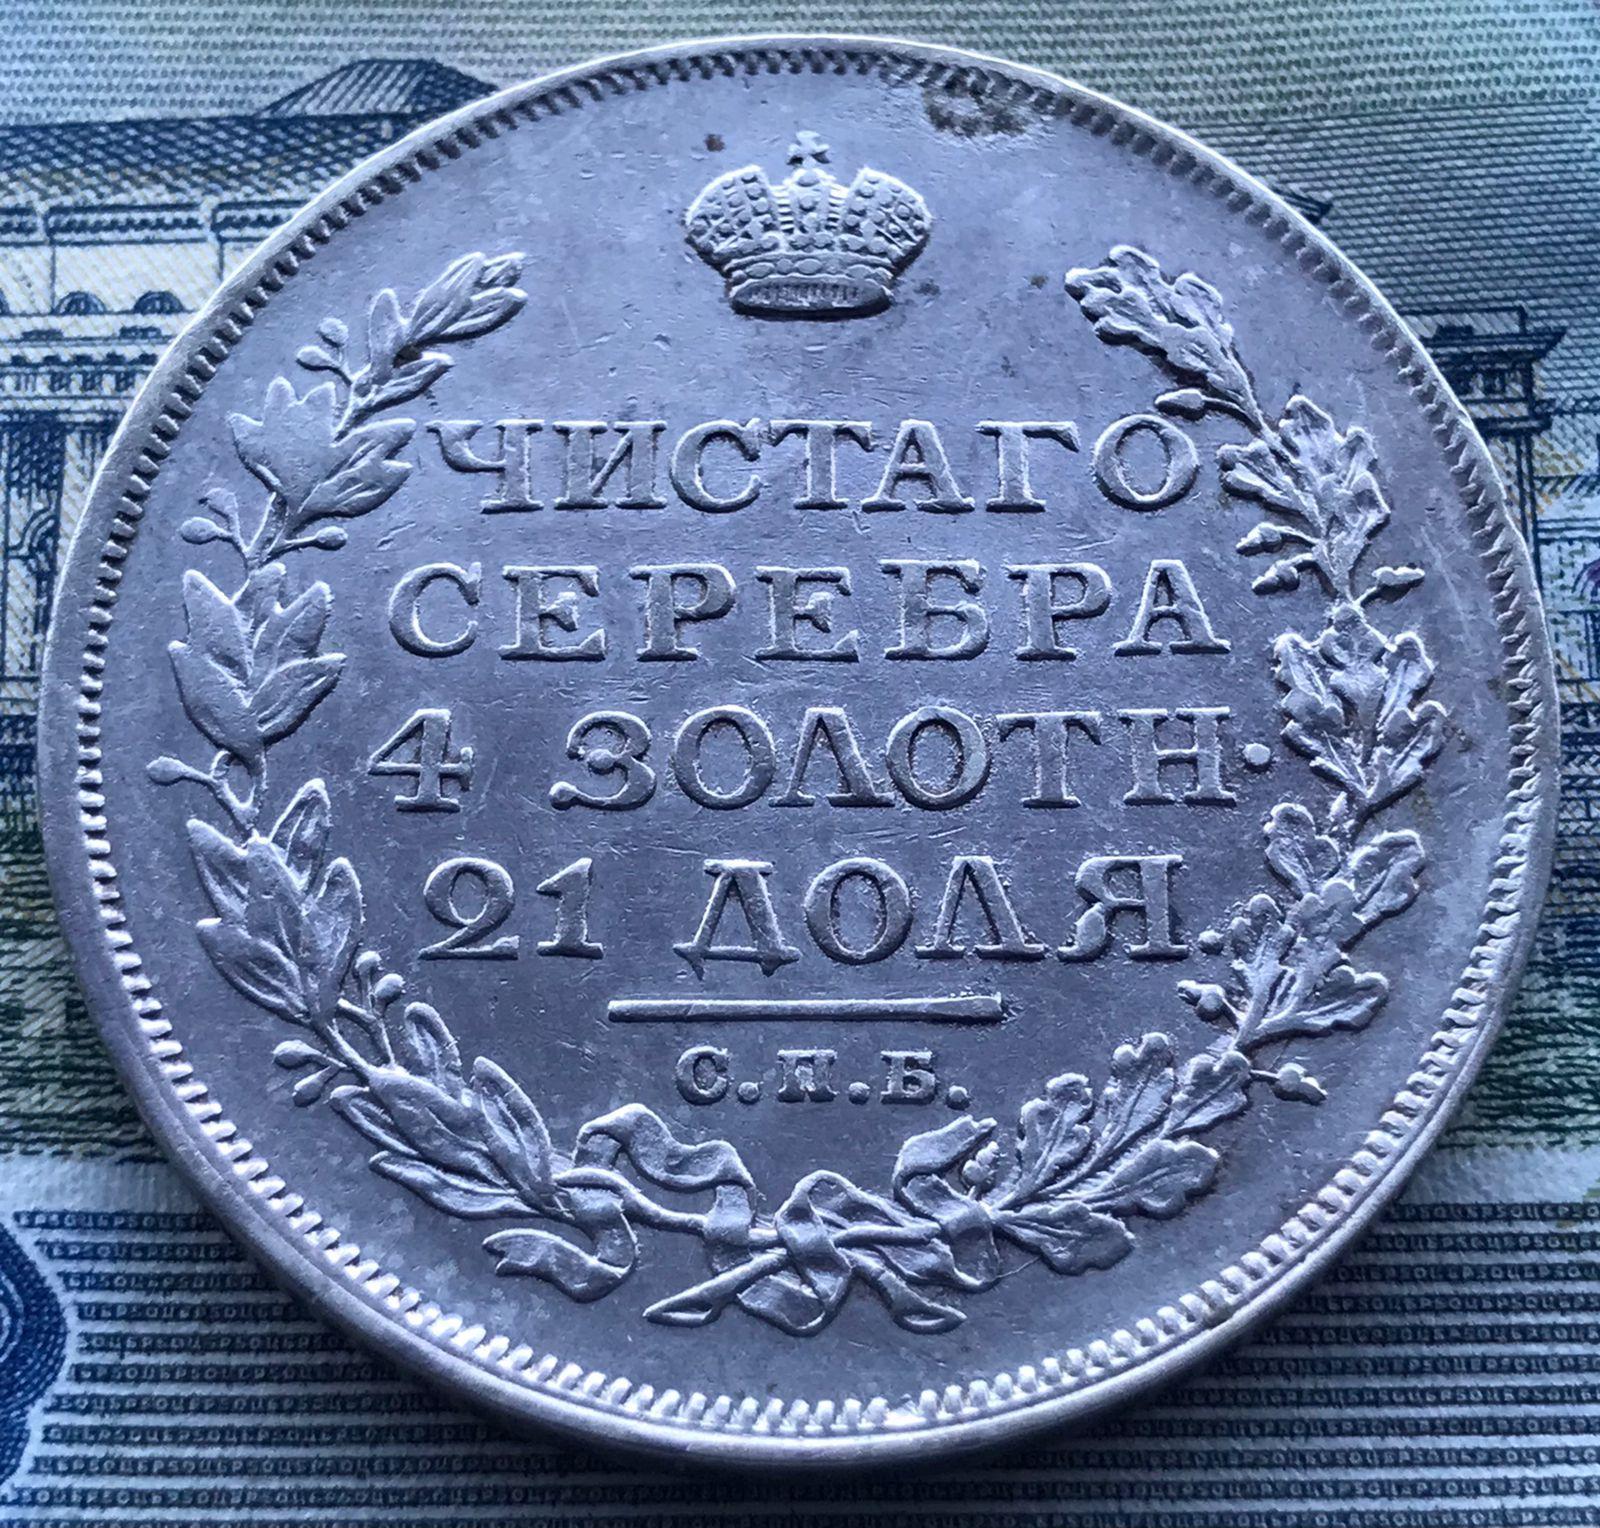 ЧИСТАГО
СЕРЕБРА
4 ЗОЛОТН.
21 ДОЛЯ
С.П.Б.